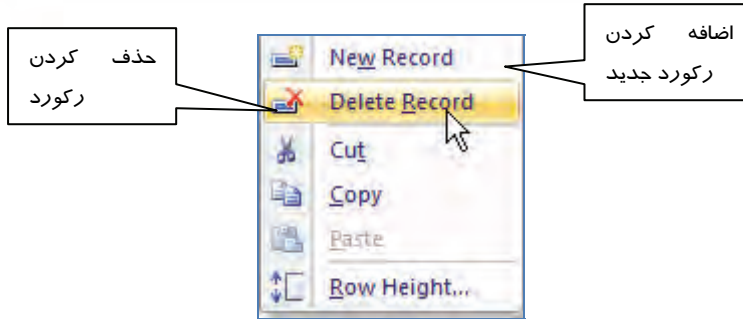 اضافه کردن
رکورد جدید
حذف کردن
رکورد
New Record
Delete Record
Cut
Copy
Paste
Row Height...